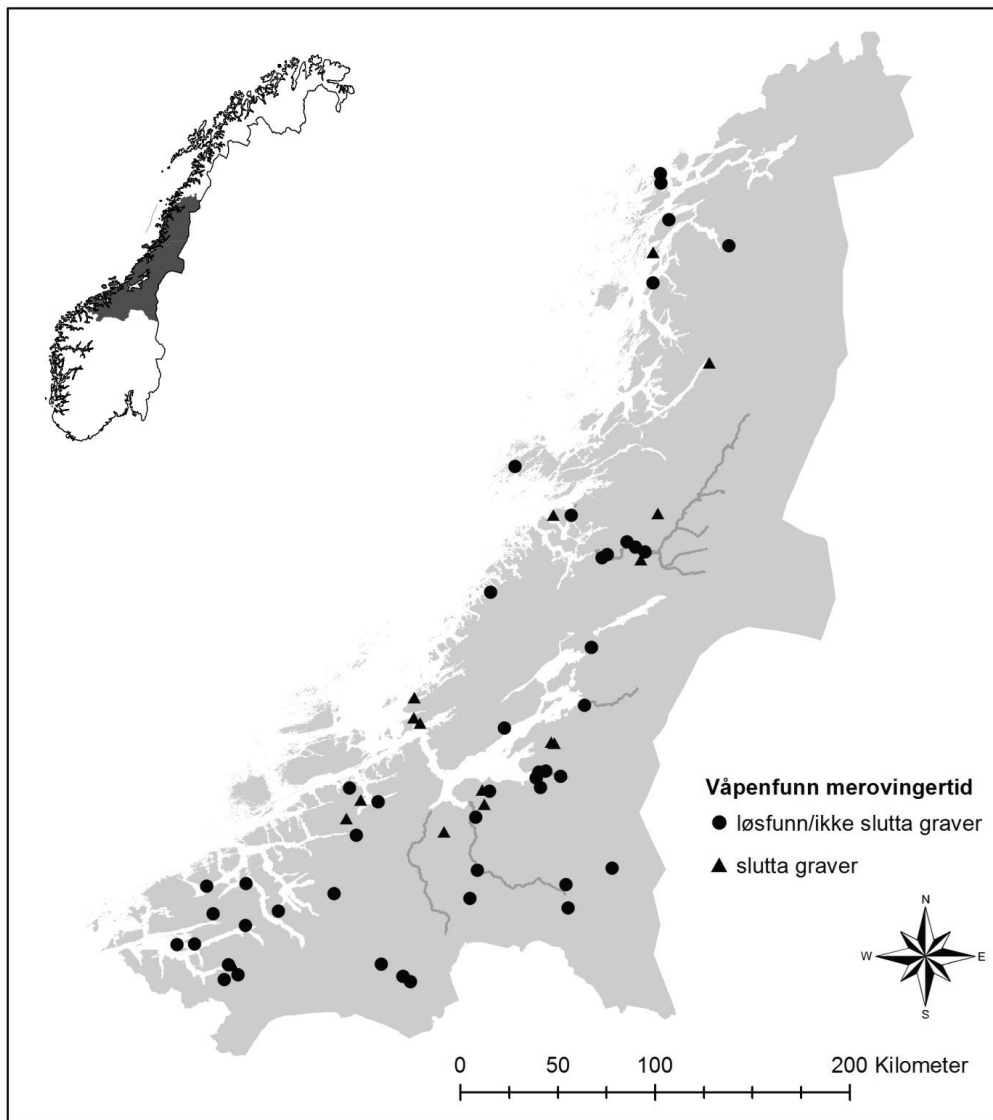 Våpenfunn merovingertid
løsfunn/ikke slutta graver
slutta graver
N
W E
S
0 50 100 200 Kilometer